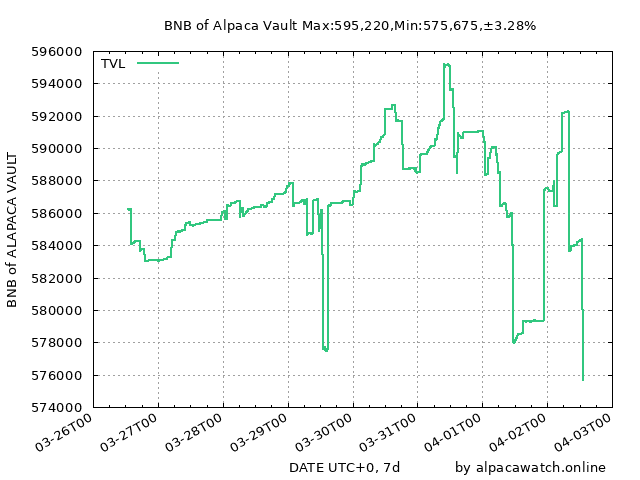 BNB of Alpaca Vault Max:595,220,Min:575,675,±3.28%
596000
594000
592000
590000
588000
586000
584000
582000
580000
578000
576000
574000
BNB of ALAPACA VAULT
TVL
03-26T00
03-27T00
03-28T00
03-29T00
03-30T00
03-31T00
04-01T00
04-02T00
04-03T00
DATE UTC+0, 7d
by alpacawatch.online